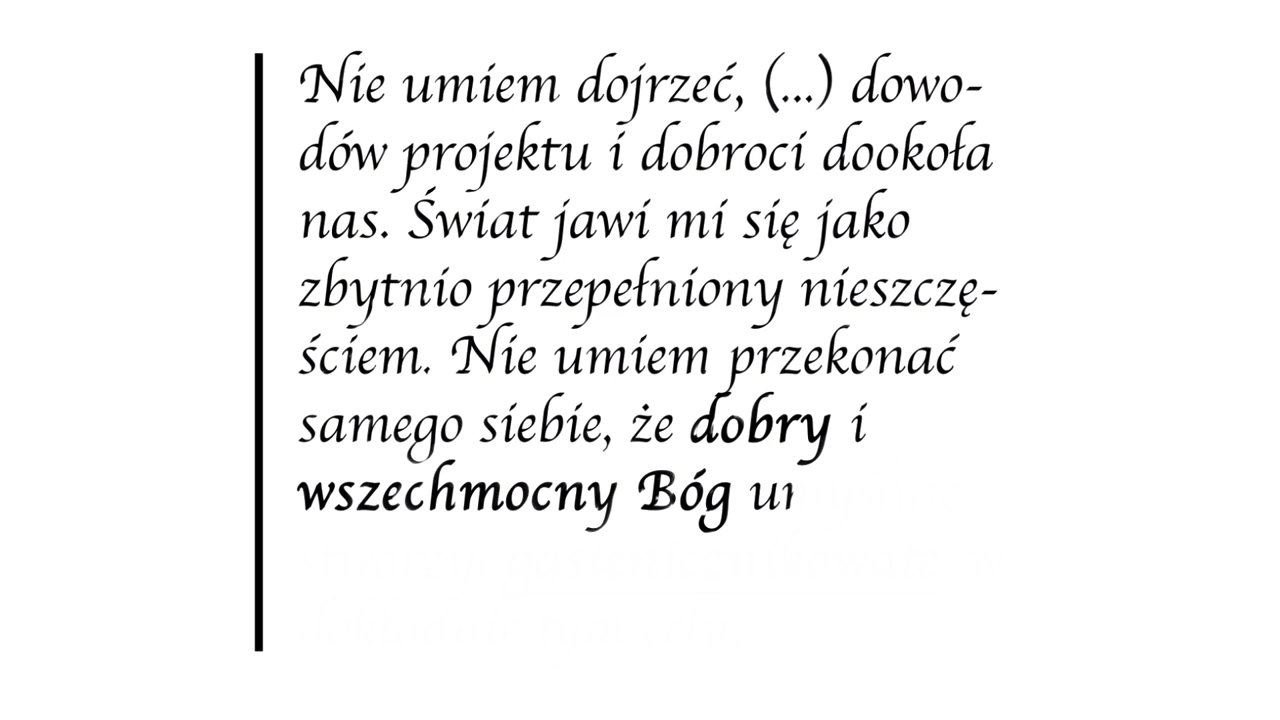 Nie umiem dojrzeć, (...) dowo-
dów projektu i dobroci dookoła
nas. Świat jawi mi się jako
zbytnio przepełniony nieszczę-
ściem. Nie umiem przekonać
samego siebie, że dobry i
wszechmocny Bóg